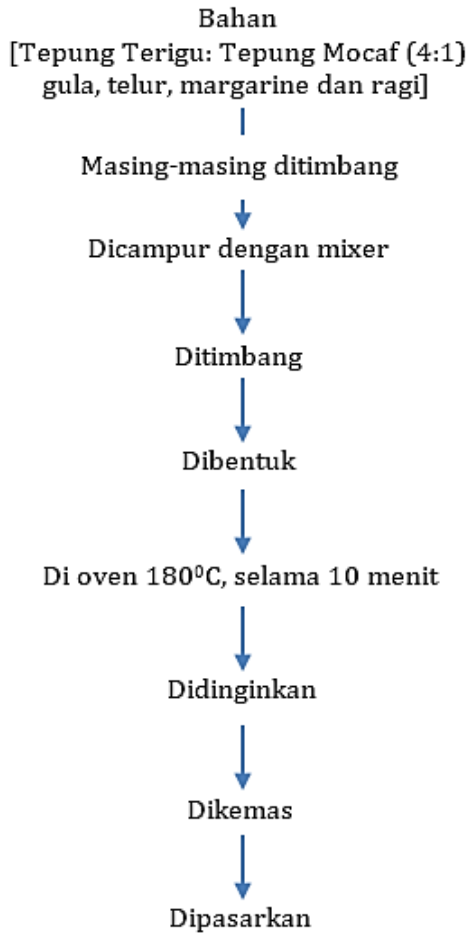 Bahan
[Tepung Terigu: Tepung Mocaf (4:1)
gula, telur, margarine dan ragi]
Masing-masing ditimbang
Dicampur dengan mixer
Ditimbang
Dibentuk
Di oven 180⁰C, selama 10 menit
Didinginkan
Dikemas
Dipasarkan